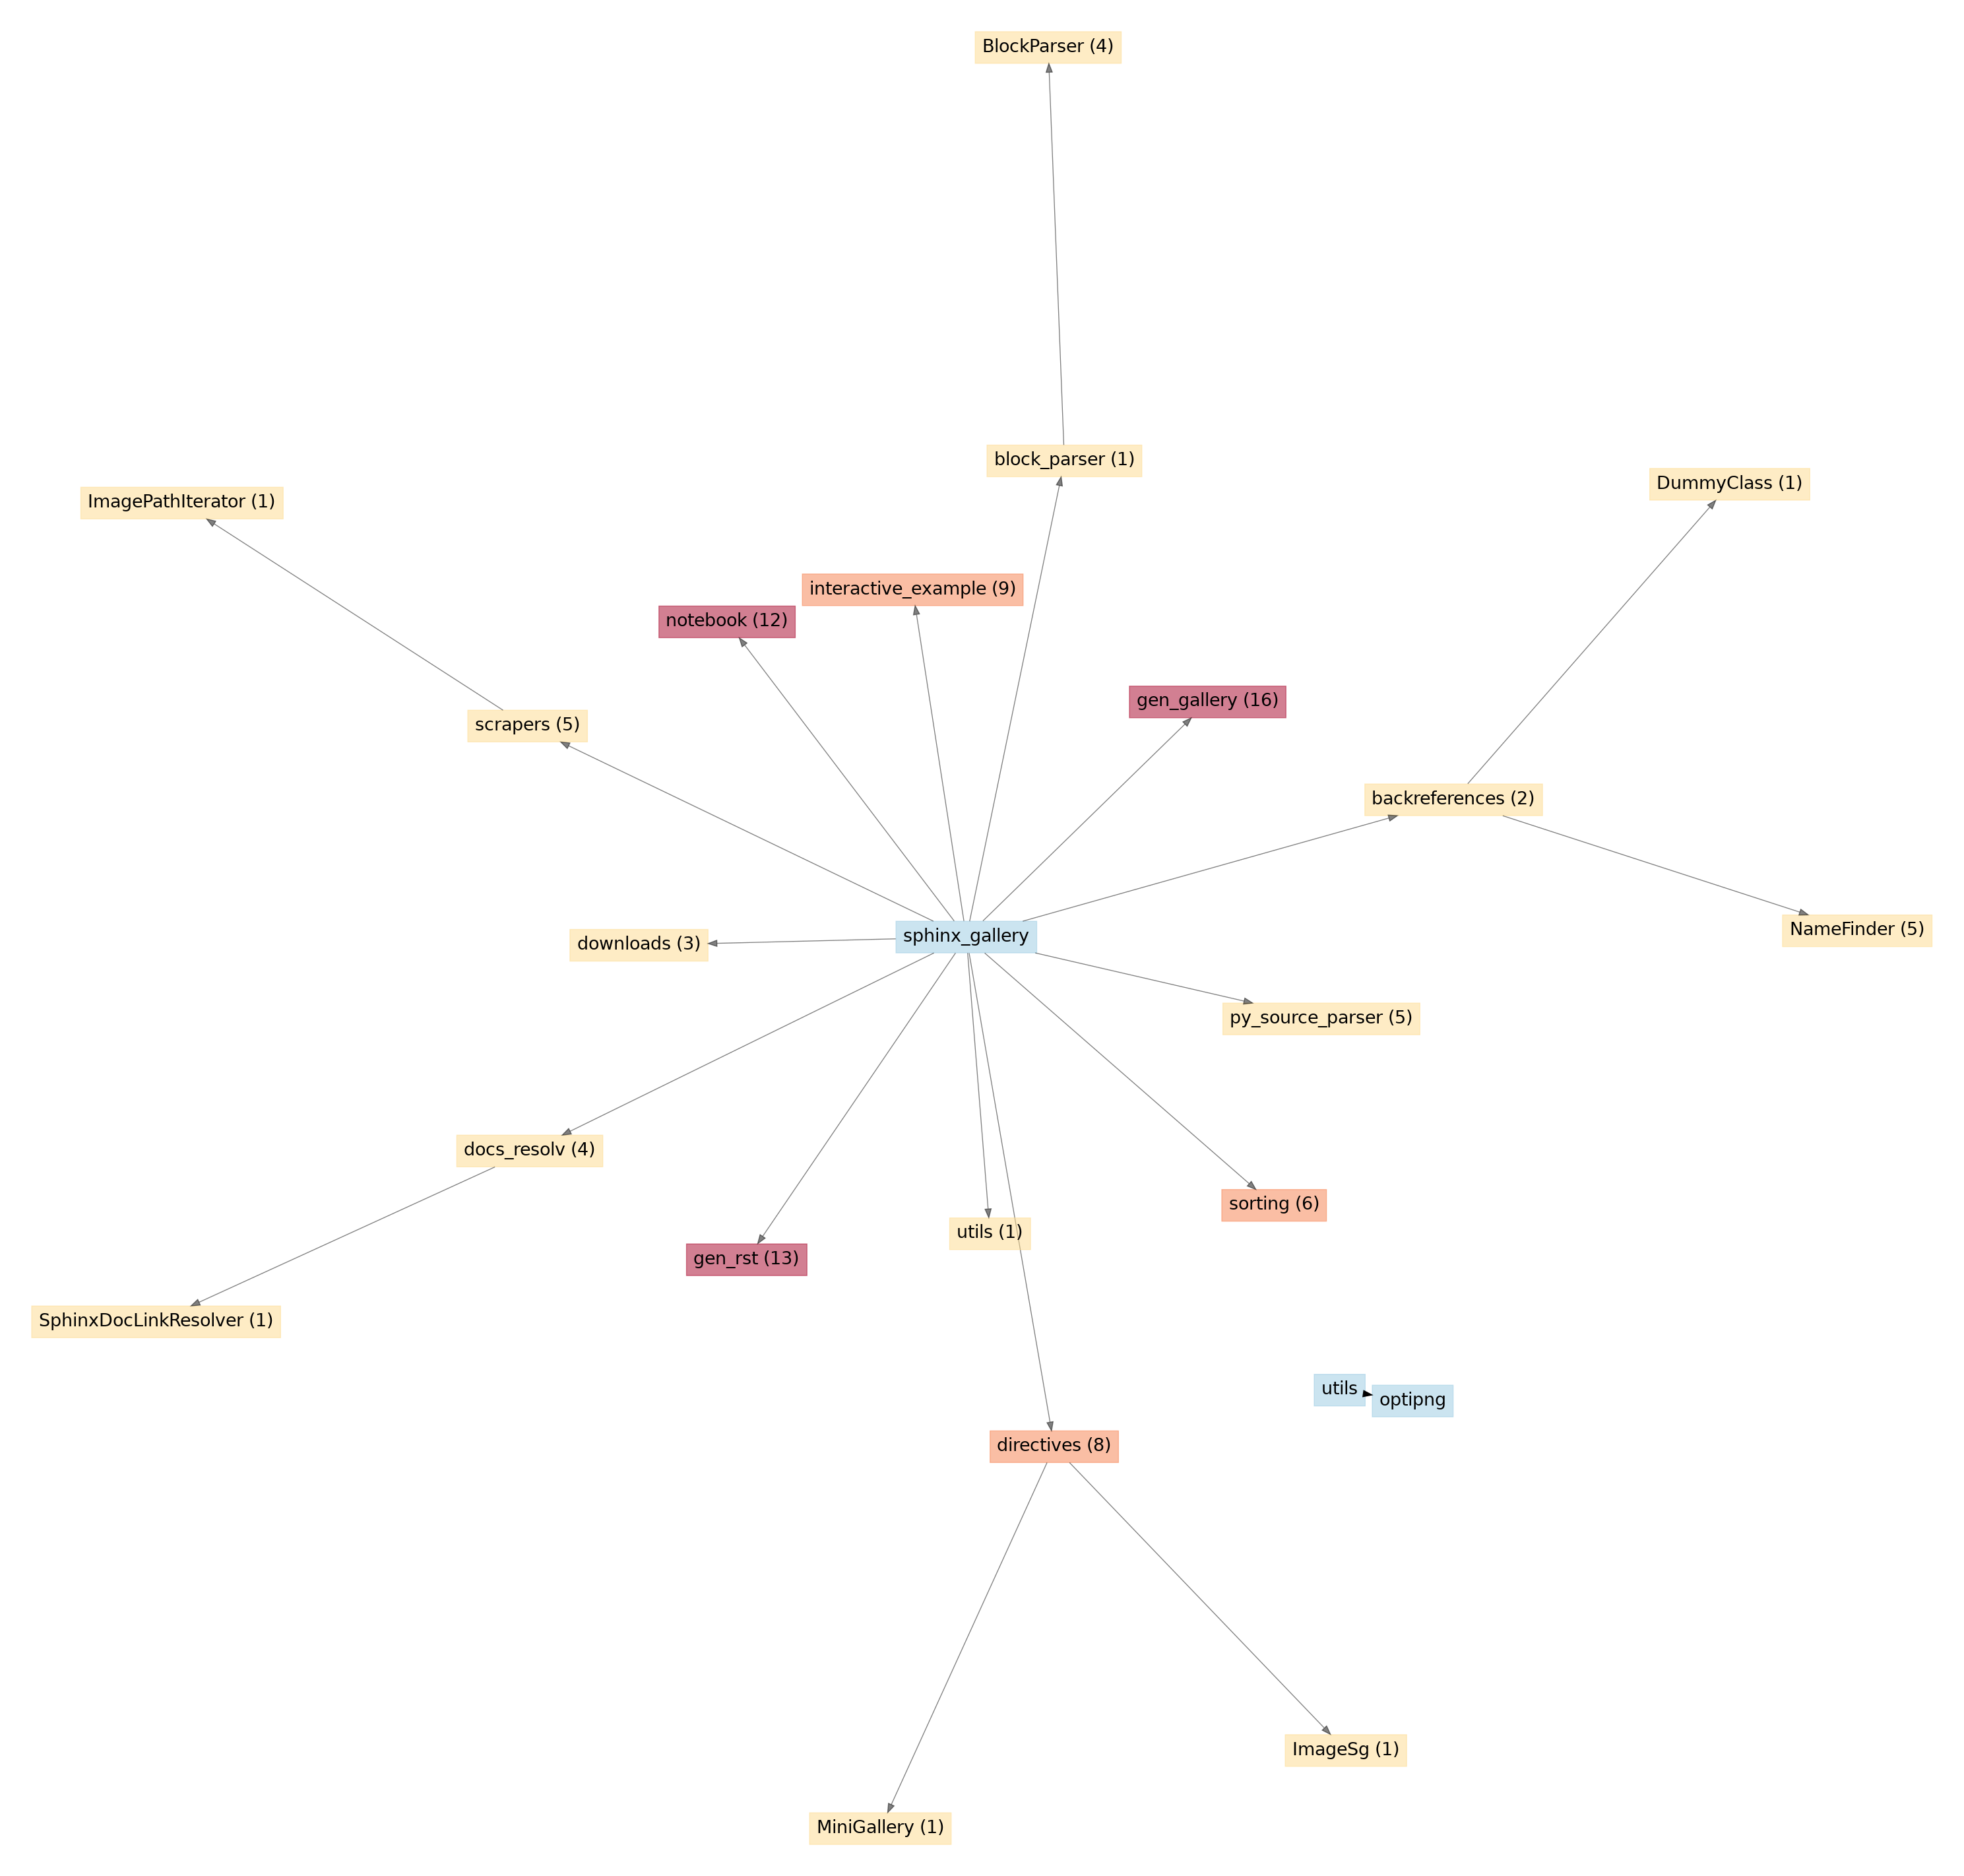 BlockParser (4)
block_parser (1)
DummyClass (1)
ImagePathIterator (1)
interactive_example (9)
notebook (12)
gen_gallery (16)
scrapers (5)
backreferences (2)
NameFinder (5)
sphinx_gallery
downloads (3)
py_source_parser (5)
docs_resolv (4)
sorting (6)
utils (1)
gen_rst (13)
SphinxDocLinkResolver (1)
utils
optipng
directives (8)
ImageSg (1)
MiniGallery (1)